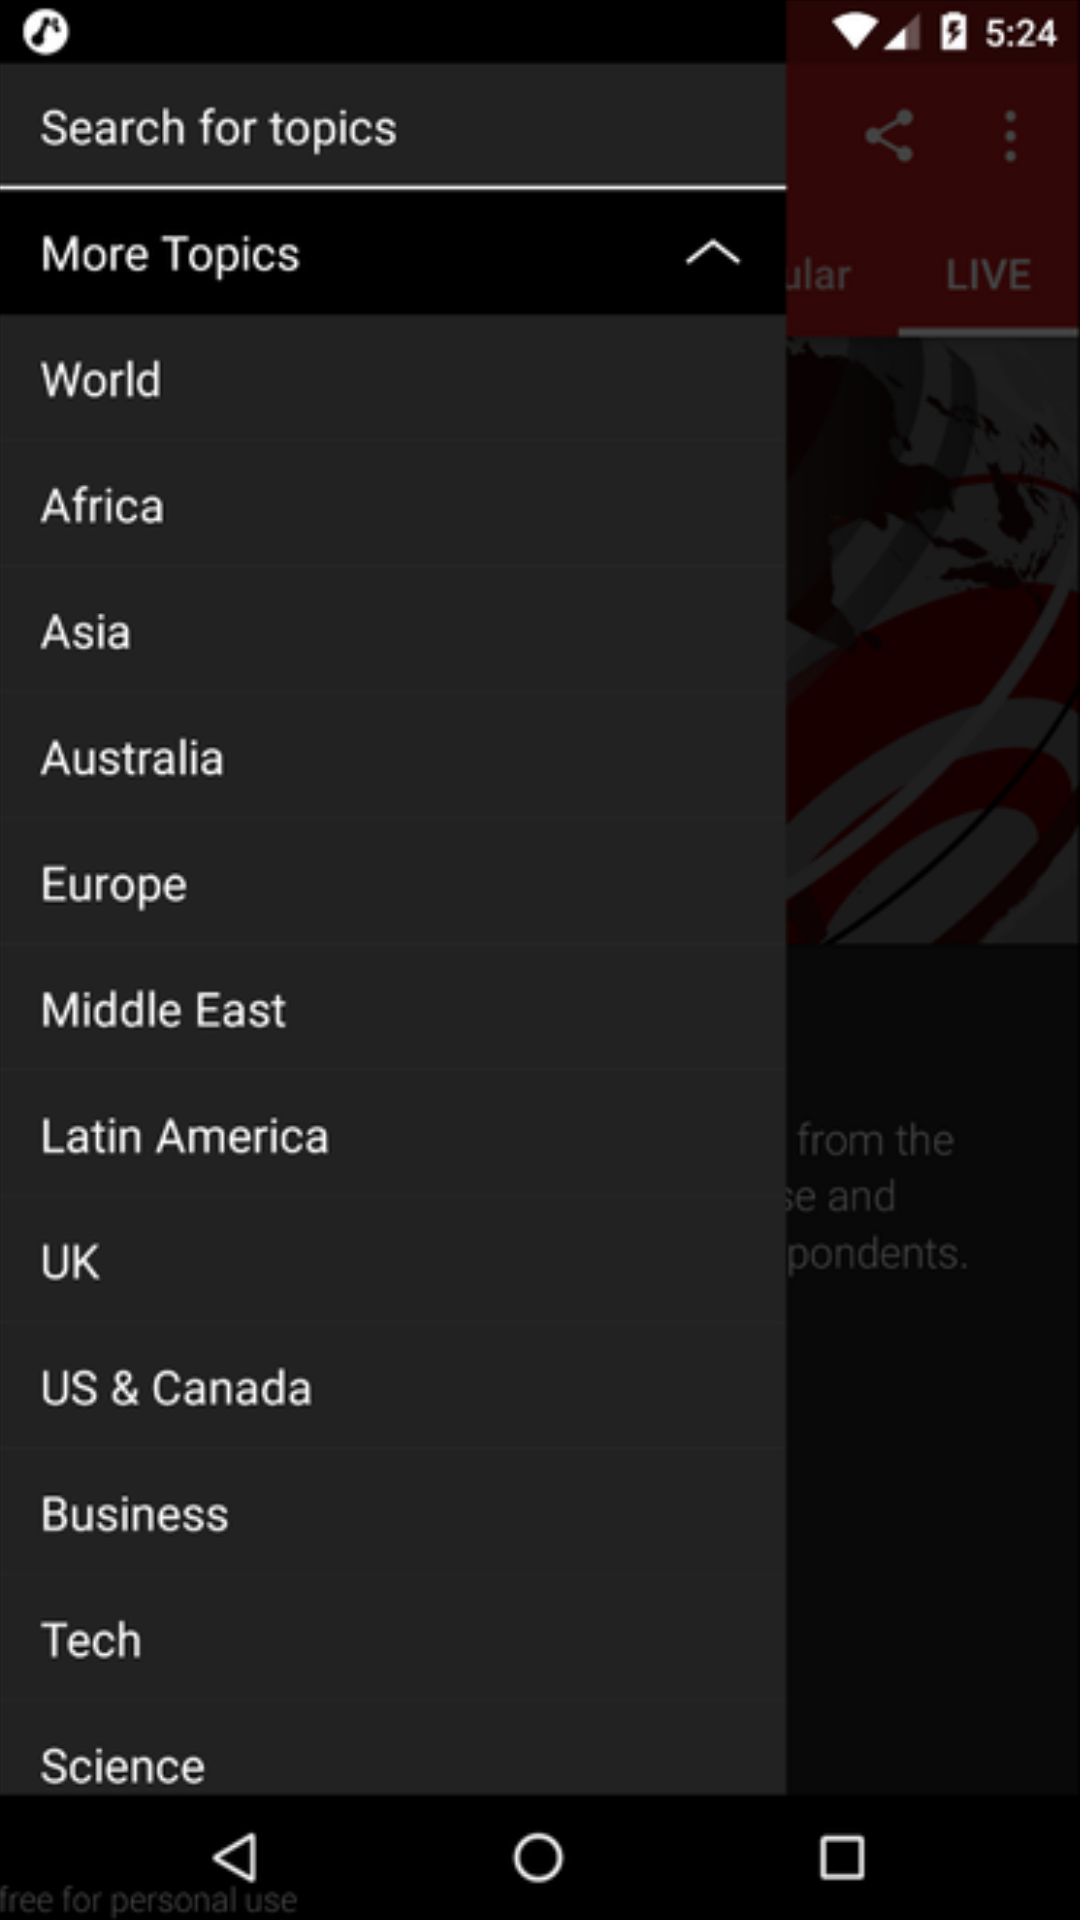 5:24
Search for topics
More Topics
ular
LIVE
World
Africa
Asia
Australia
Europe
Middle East
Latin America
from the
se and
pondents.
UK
US & Canada
Business
Tech
Science
free for personal use